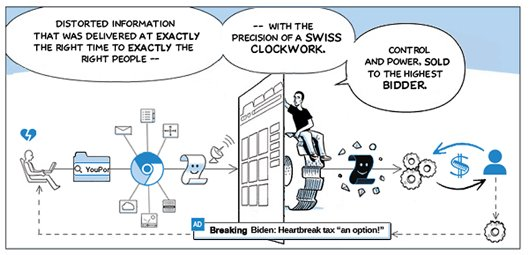 DISTORTED INFORMATION
THAT WAS DELIVERED AT EXACTLY
THE RIGHT TIME TO EXACTLY THE
RIGHT PEOPLE --
-- WITH THE
PRECISION OF A SWISS
CLOCKWORK.
CONTROL
AND POWER, SOLD
TO THE HIGHEST
BIDDER.
YouPor
$
AD
Breaking Biden: Heartbreak tax "an option!"